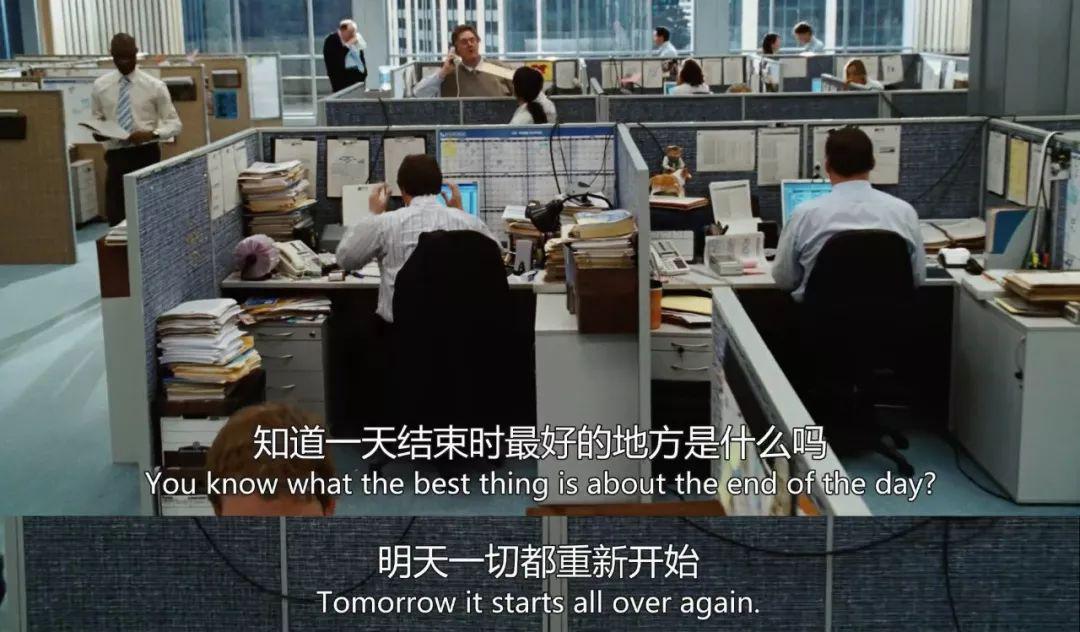 知道一天结束时最好的地方是什么吗
You know what the best thing is about the end of the day?
明天一切都重新开始
Tomorrow it starts all over again.